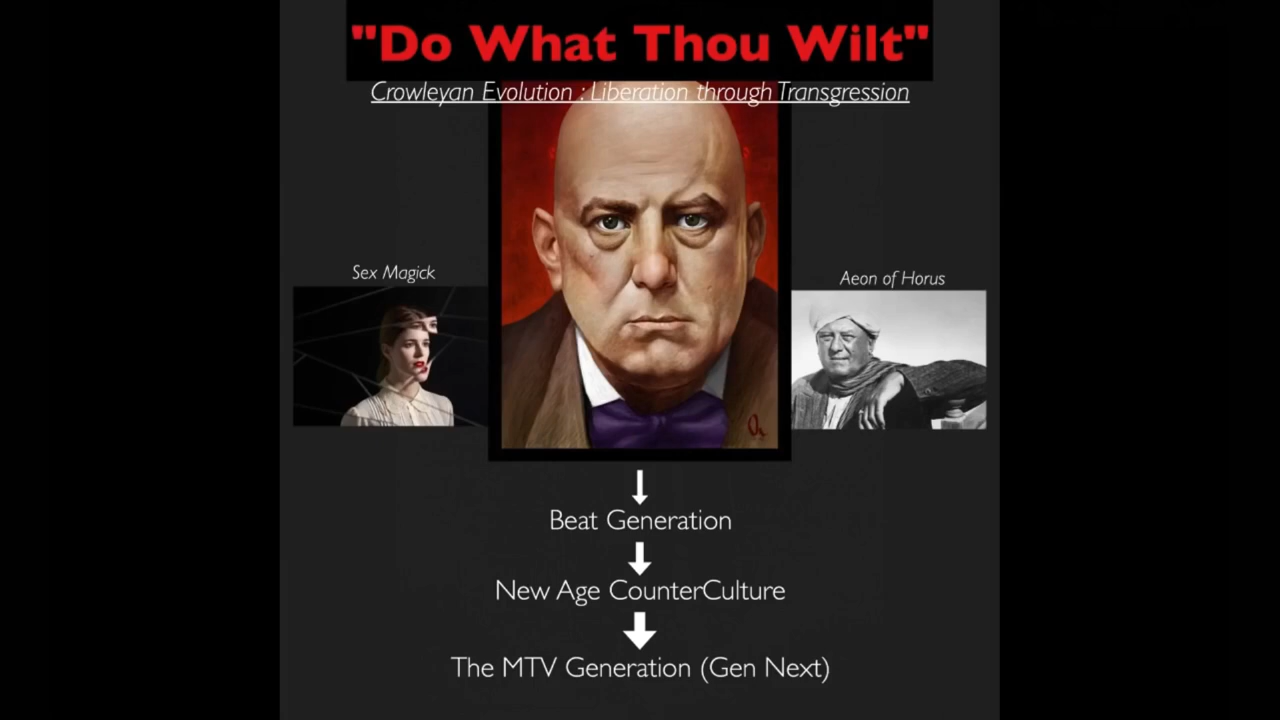 "Do What Thou Wilt"
Crowleyan Evolution : Liberation through Transgression
Sex Magick
Aeon of Horus
Beat Generation
New Age CounterCulture
The MTV Generation (Gen Next)